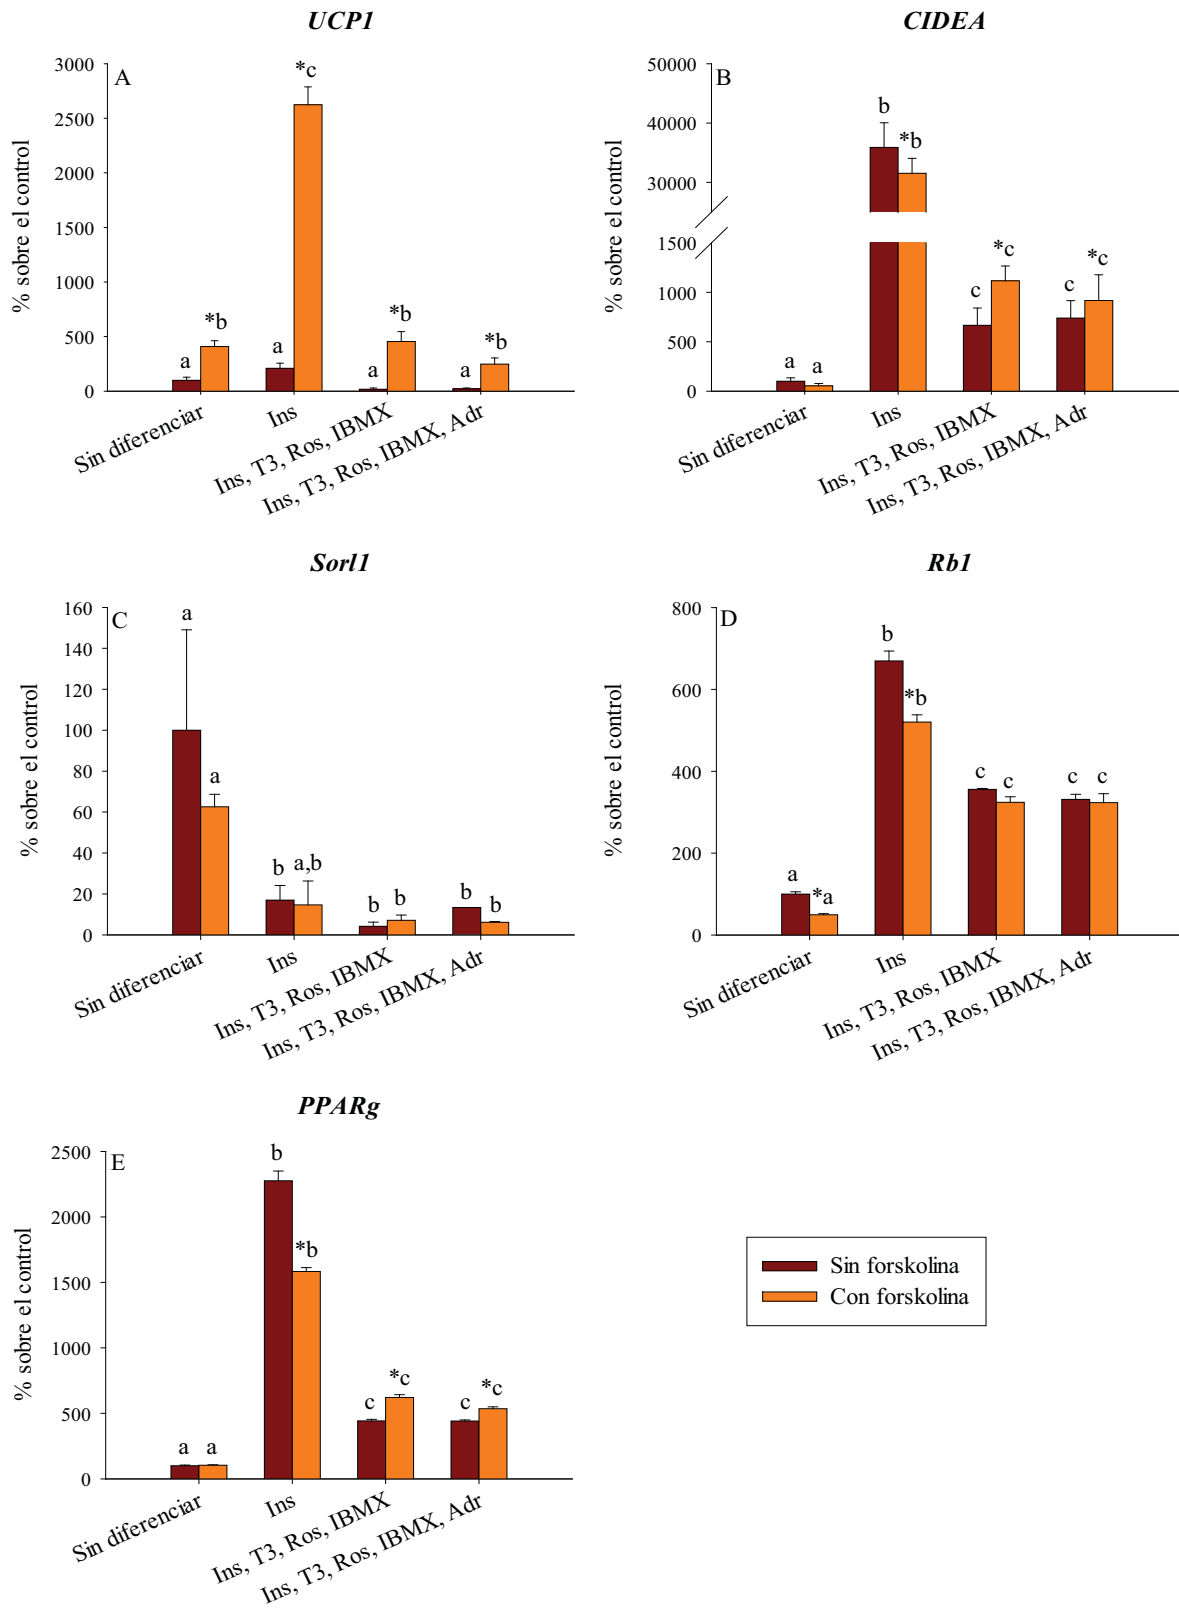 UCP1
A
% sobre el control
3000
2500
2000
1500
1000
500
0
a
*b
a
*c
a
*b
a
*b
Sin diferenciar
Ins
Ins, T3, Ros, IBMX
Ins, T3, Ros, IBMX, Adr
CIDEA
B
% sobre el control
50000
40000
30000
1500
1000
500
0
a
a
b
*b
c
*c
c
*c
Sin diferenciar
Ins
Ins, T3, Ros, IBMX
Ins, T3, Ros, IBMX, Adr
Sorl1
C
% sobre el control
160
140
120
100
80
60
40
20
0
a
a
b
a,b
b
b
b
b
Sin diferenciar
Ins
Ins, T3, Ros, IBMX
Ins, T3, Ros, IBMX, Adr
Rb1
D
% sobre el control
800
600
400
200
0
a
*a
b
*b
c
c
c
c
Sin diferenciar
Ins
Ins, T3, Ros, IBMX
Ins, T3, Ros, IBMX, Adr
PPARg
E
% sobre el control
2500
2000
1500
1000
500
0
a
a
b
*b
c
*c
c
*c
Sin diferenciar
Ins
Ins, T3, Ros, IBMX
Ins, T3, Ros, IBMX, Adr
Sin forskolina
Con forskolina